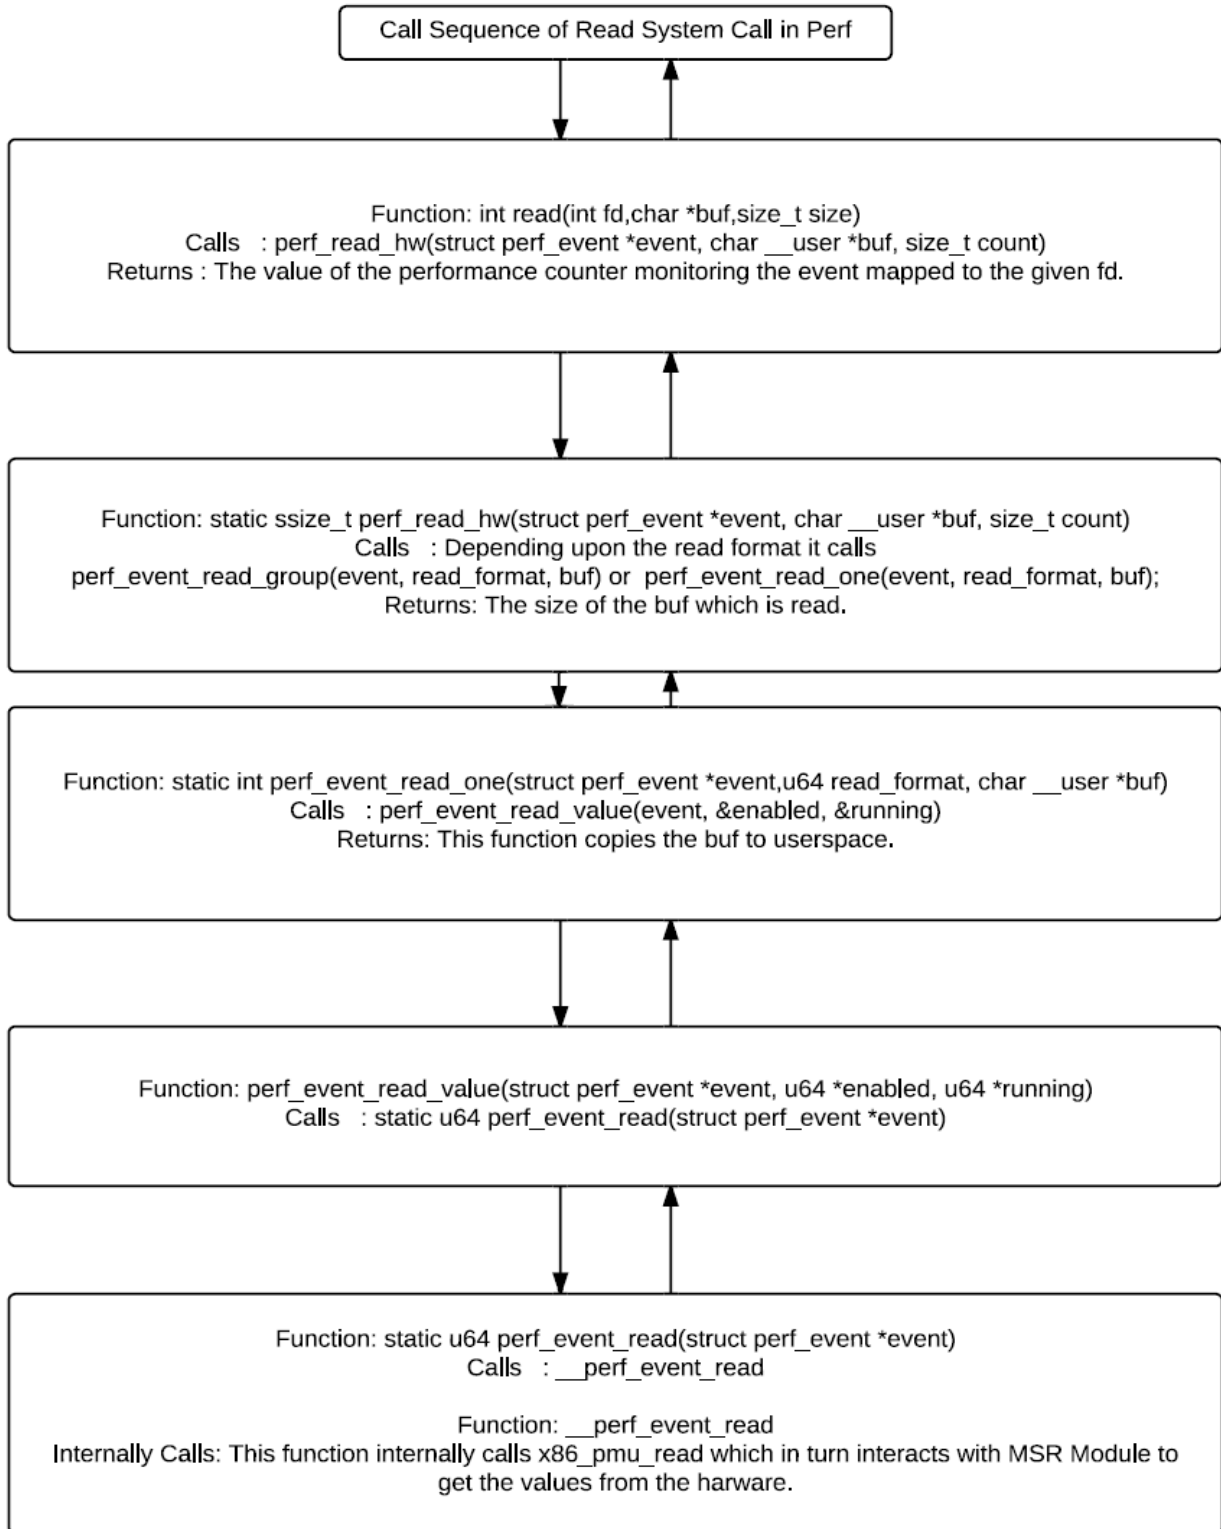 Call Sequence of Read System Call in Perf
Function: int read(int fd,char *buf,size_t size)
Calls : perf_read_hw(struct perf_event *event, char __user *buf, size_t count)
Returns : The value of the performance counter monitoring the event mapped to the given fd.
Function: static ssize_t perf_read_hw(struct perf_event *event, char __user *buf, size_t count)
Calls : Depending upon the read format it calls
perf_event_read_group(event, read_format, buf) or perf_event_read_one(event, read_format, buf);
Returns: The size of the buf which is read.
Function: static int perf_event_read_one(struct perf_event *event,u64 read_format, char __user *buf)
Calls : perf_event_read_value(event, &enabled, &running)
Returns: This function copies the buf to userspace.
Function: perf_event_read_value(struct perf_event *event, u64 *enabled, u64 *running)
Calls : static u64 perf_event_read(struct perf_event *event)
Function: static u64 perf_event_read(struct perf_event *event)
Calls : __perf_event_read
Function: __perf_event_read
Internally Calls: This function internally calls x86_pmu_read which in turn interacts with MSR Module to
get the values from the harware.